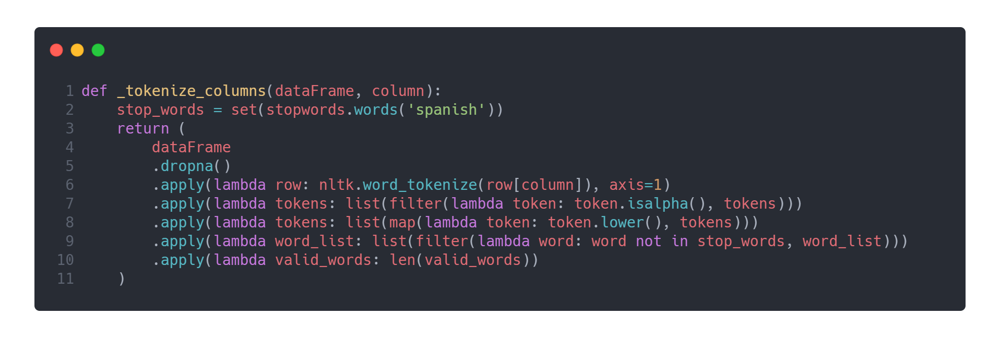 1 def _tokenize_columns(dataFrame, column):
2     stop_words = set(stopwords.words('spanish'))
3     return (
4         dataFrame
5         .dropna()
6         .apply(lambda row: nltk.word_tokenize(row[column]), axis=1)
7         .apply(lambda tokens: list(filter(lambda token: token.isalpha(), tokens)))
8         .apply(lambda tokens: list(map(lambda token: token.lower(), tokens)))
9         .apply(lambda word_list: list(filter(lambda word: word not in stop_words, word_list)))
10         .apply(lambda valid_words: len(valid_words))
11     )